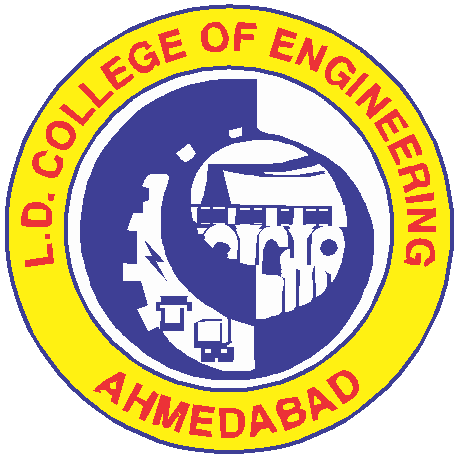 L.D. COLLEGE OF ENGINEERING
AHMEDABAD